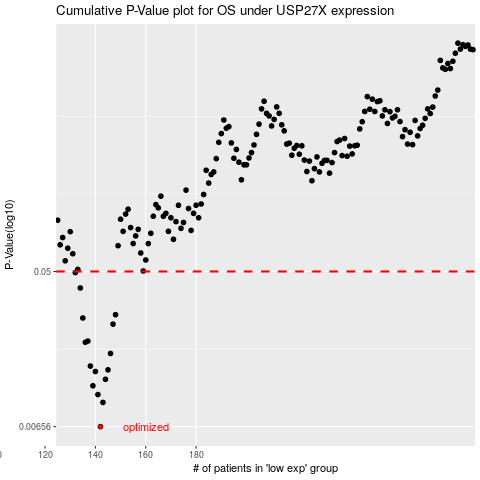 Cumulative P-Value plot for OS under USP27X expression
P-Value(log10)
0.05
0.00656
optimized
0 120 140 160 180
# of patients in 'low exp' group